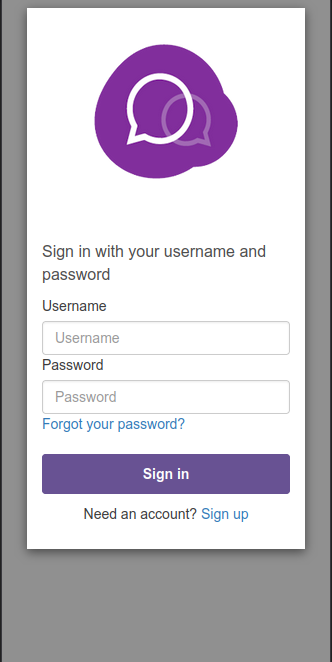 Sign in with your username and
password
Username
Username
Password
Password
Forgot your password?
Sign in
Need an account? Sign up